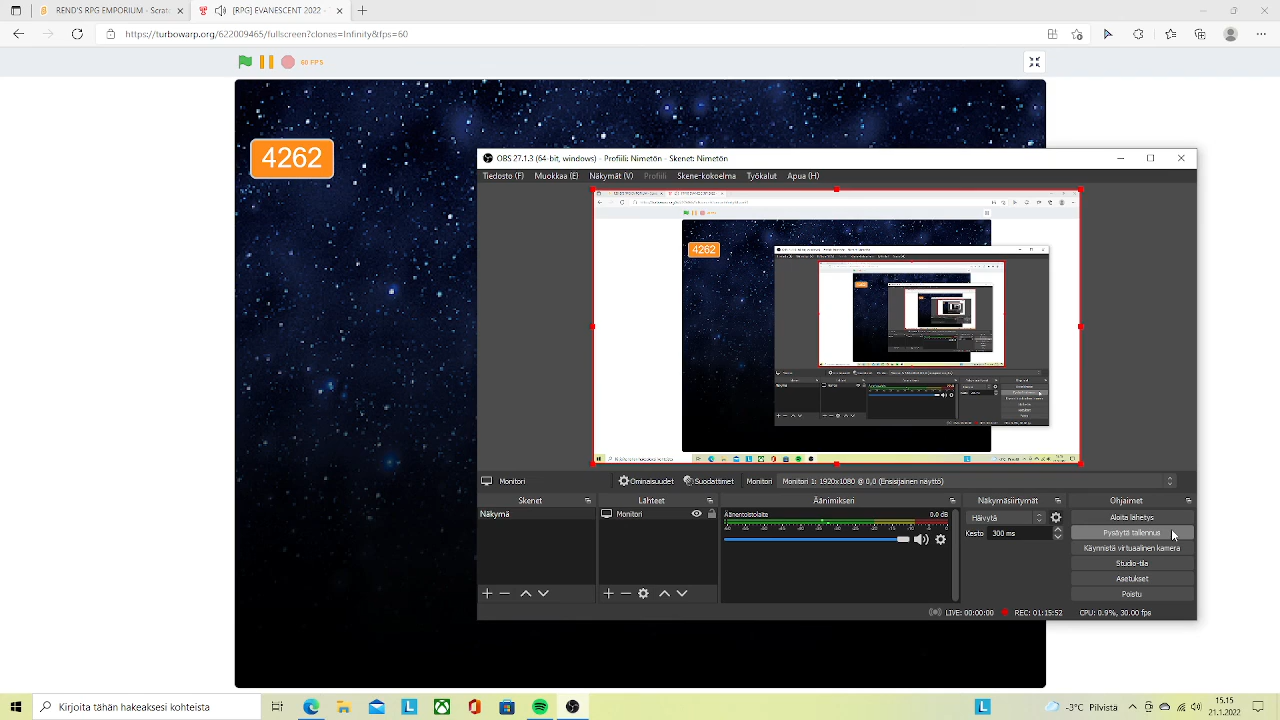 REND'S RPG EMPORIUM - Scrat
[RPG] EVANESCENT 2022 -
https://turbowarp.org/622009465/fullscreen?clones=Infinity&fps=60
60 FPS
4262
OBS 27.1.3 (64-bit, windows) - Profiili: Nimetön - Skenet: Nimetön
Tiedosto (F) Muokkaa (E) Näkymät (V) Profiili Skene-kokoelma Työkalut Apua (H)
4262
Monitori
Ominaisuudet Suodattimet Monitori Monitori 1: 1920x1080 @ 0,0 (Ensisijainen näyttö)
Skenet Lähteet Äänimikseri Näkymäsiirtymät Ohjaimet
Näkymä Monitori Äänentoistolaite 0.0 dB Häivytä Aloita lähetys
Kesto 300 ms Pysäytä tallennus
Käynnistä virtuaalinen kamera
Studio-tila
Asetukset
Poistu
LIVE: 00:00:00 REC: 01:15:52 CPU: 0.9%, 30.00 fps
Kirjoita tähän hakeaksesi kohteita
-3°C Pilvistä
15.15
21.1.2022